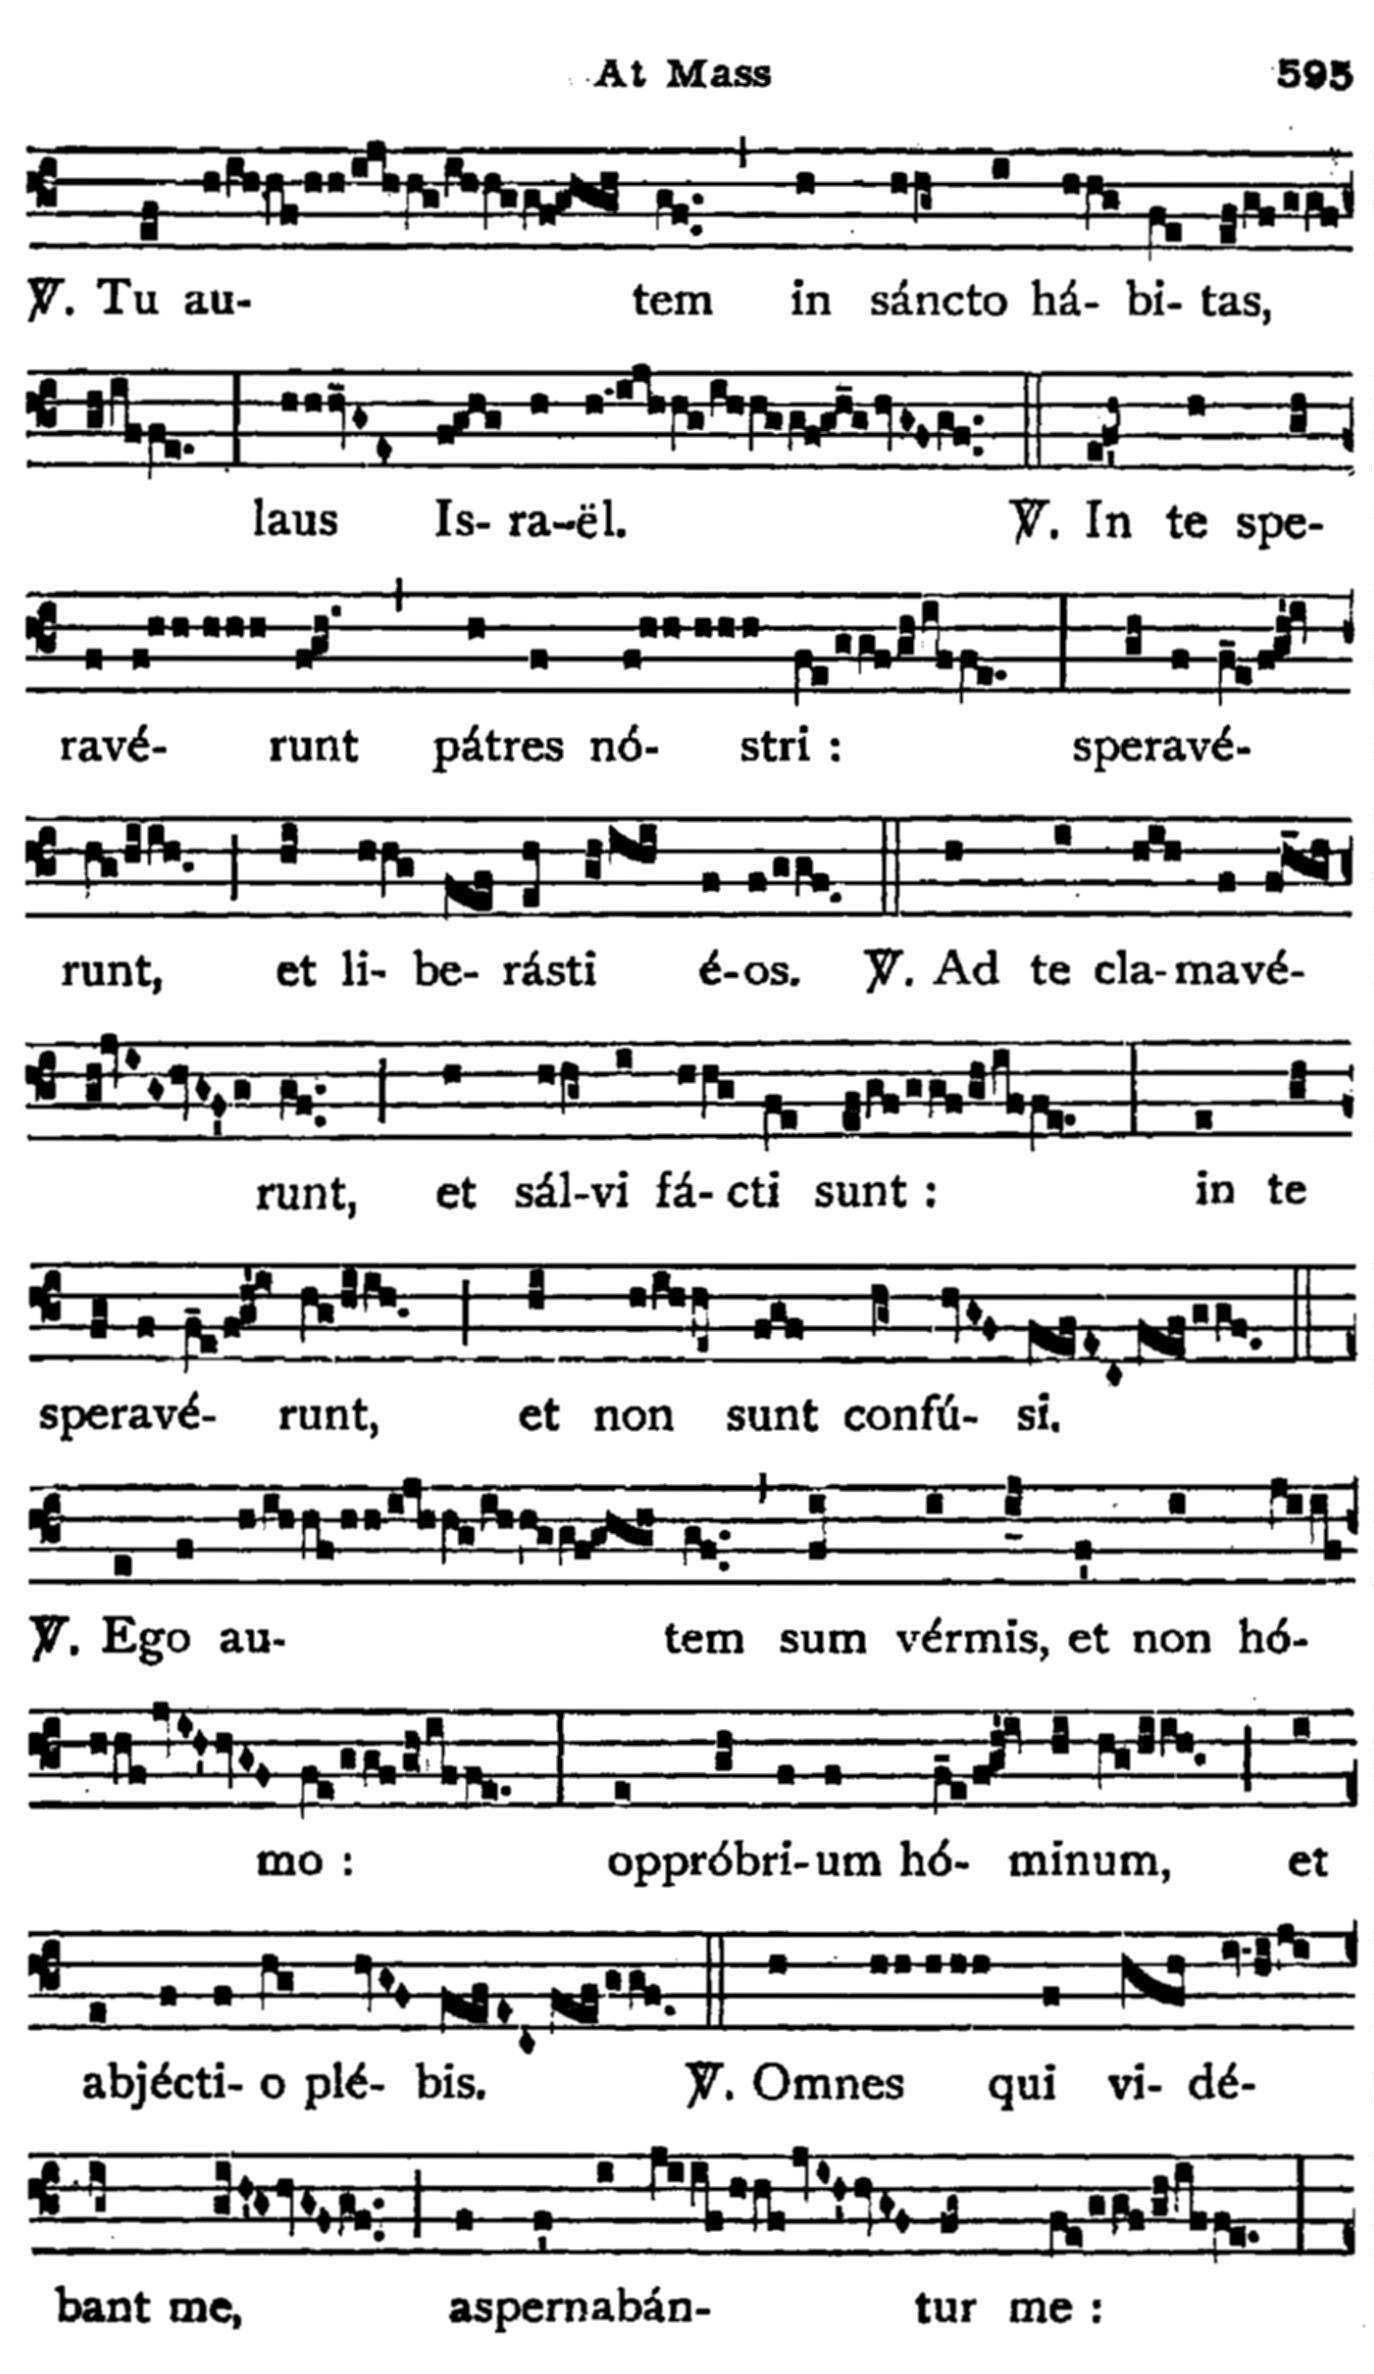 At Mass 595
℣. Tu au- tem in sáncto há- bi- tas,
laus Is- ra-ël. ℣. In te spe-
ravé- runt pátres nó- stri :
speravé-
runt, et li- be- rásti é-os. ℣. Ad te cla-mavé-
runt, et sál-vi fá- cti sunt : in te
speravé- runt, et non sunt confú- si.
℣. Ego au- tem sum vérmis, et non hó-
mo : oppróbri-um hó- minum, et
abjécti- o plé- bis. ℣. Omnes qui vi- dé-
bant me, aspernabán- tur me :